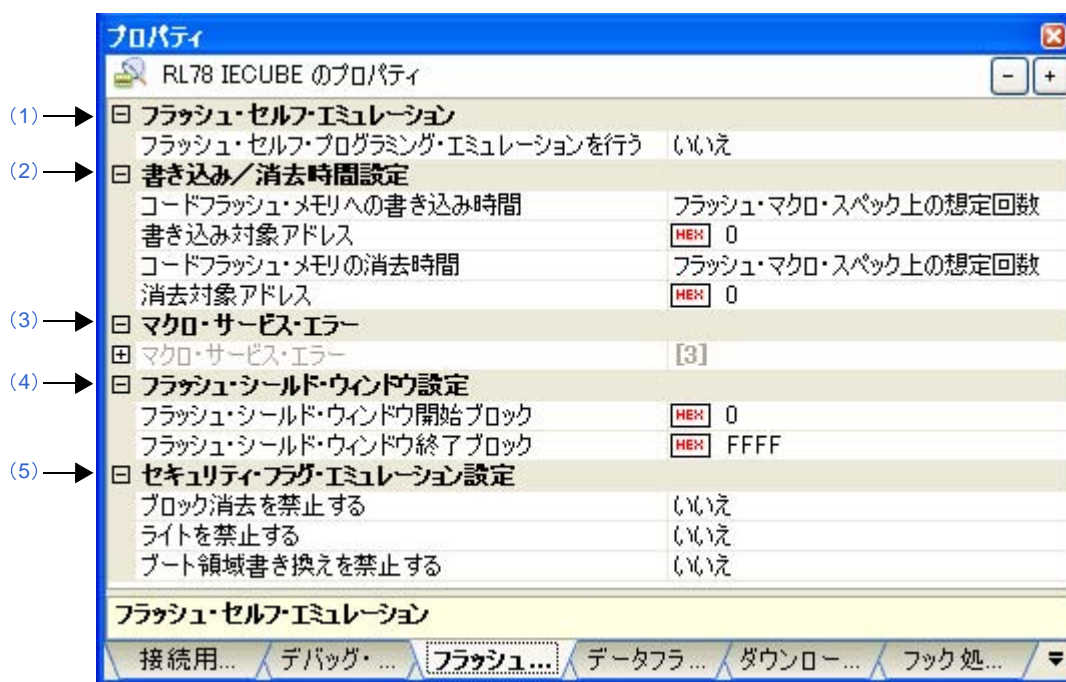 プロパティ
RL78 IECUBE のプロパティ
(1) フラッシュ・セルフ・エミュレーション
フラッシュ・セルフ・プログラミング・エミュレーションを行う いいえ
(2) 書き込み／消去時間設定
コードフラッシュ・メモリへの書き込み時間 フラッシュ・マクロ・スペック上の想定回数
書き込み対象アドレス HEX 0
コードフラッシュ・メモリの消去時間 フラッシュ・マクロ・スペック上の想定回数
消去対象アドレス HEX 0
(3) マクロ・サービス・エラー
マクロ・サービス・エラー [3]
(4) フラッシュ・シールド・ウィンドウ設定
フラッシュ・シールド・ウィンドウ開始ブロック HEX 0
フラッシュ・シールド・ウィンドウ終了ブロック HEX FFFF
(5) セキュリティ・フラグ・エミュレーション設定
ブロック消去を禁止する いいえ
ライトを禁止する いいえ
ブート領域書き換えを禁止する いいえ
フラッシュ・セルフ・エミュレーション
接続用... デバッグ・... フラッシュ... データフラ... ダウンロー... フック処...